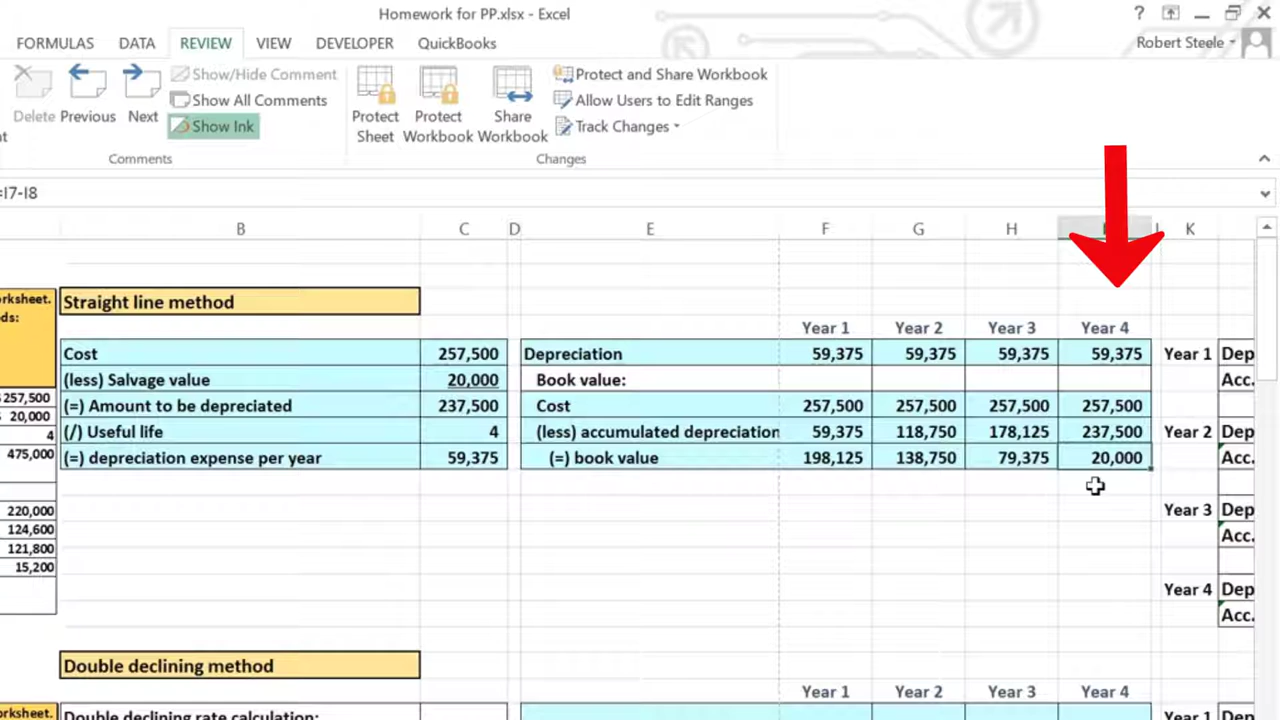 Homework for PP.xlsx - Excel
?
FORMULAS DATA REVIEW VIEW DEVELOPER QuickBooks Robert Steele
Delete Previous Next
Show/Hide Comment
Show All Comments
Show Ink
Comments
Protect Sheet
Protect Workbook
Share Workbook
Protect and Share Workbook
Allow Users to Edit Ranges
Track Changes
Changes
=I7-I8
B C D E F G H K
orksheet. Straight line method
ds:
Year 1 Year 2 Year 3 Year 4
Cost 257,500 Depreciation 59,375 59,375 59,375 59,375 Year 1 Dep
(less) Salvage value 20,000 Book value: Acc.
$ 257,500
(=) Amount to be depreciated 237,500 Cost 257,500 257,500 257,500 257,500
20,000
(/) Useful life 4 (less) accumulated depreciation 59,375 118,750 178,125 237,500 Year 2 Dep
4
475,000 (=) depreciation expense per year 59,375 (=) book value 198,125 138,750 79,375 20,000 Acc.
220,000 Year 3 Dep
124,600 Acc.
121,800
15,200
Year 4 Dep
Acc.
Double declining method
Year 1 Year 2 Year 3 Year 4
orksheet. Double declining rate calculation: Year 1 Dep